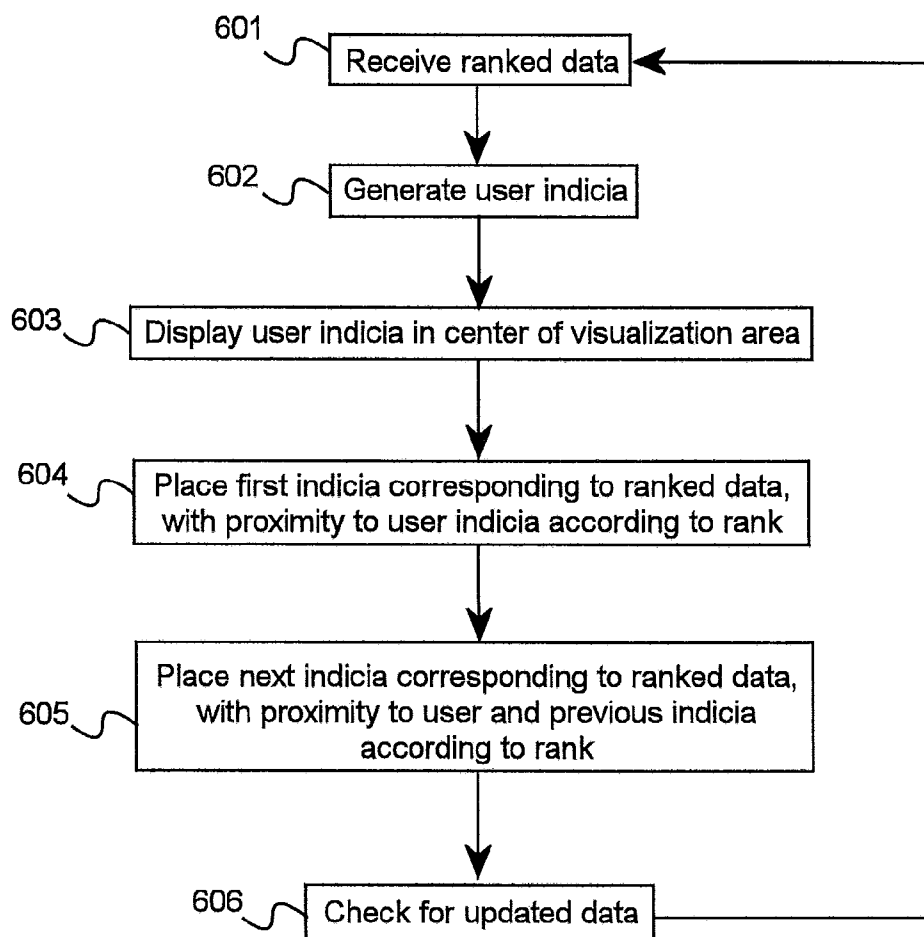 601
Receive ranked data
602
Generate user indicia
603
Display user indicia in center of visualization area
604
Place first indicia corresponding to ranked data,
with proximity to user indicia according to rank
605
Place next indicia corresponding to ranked data,
with proximity to user and previous indicia
according to rank
606
Check for updated data